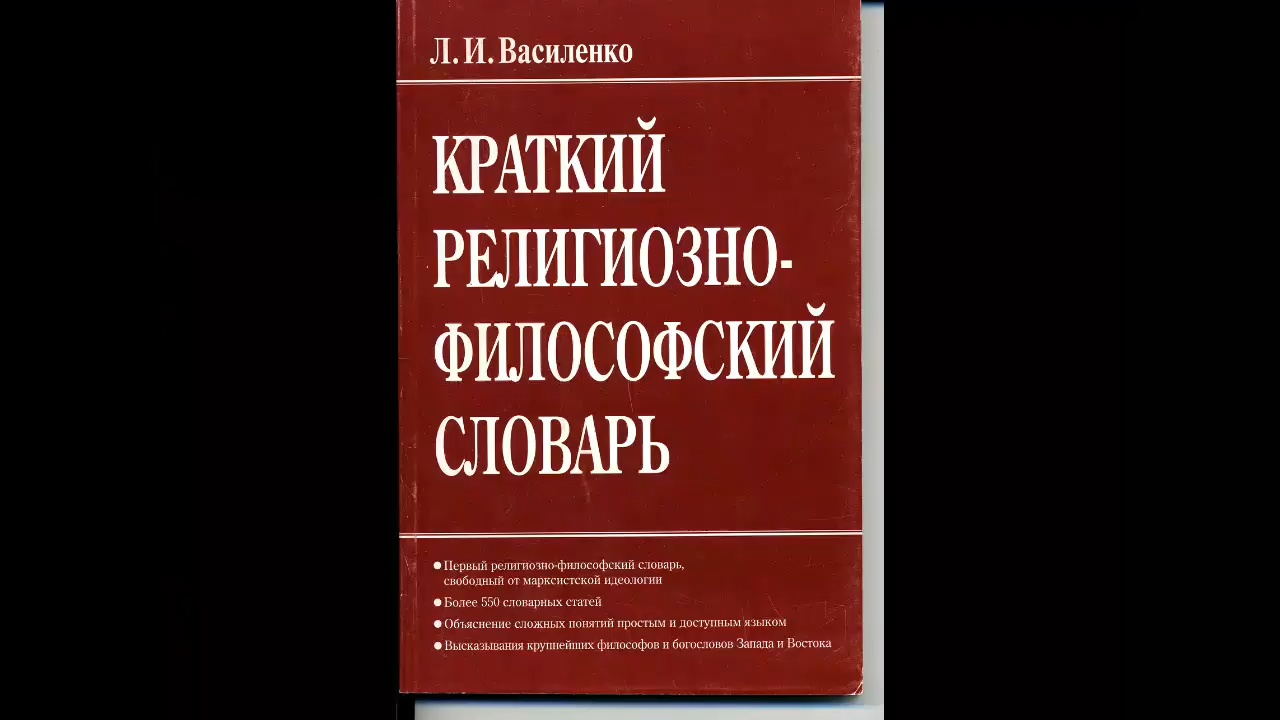 Л. И. Василенко
КРАТКИЙ
РЕЛИГИОЗНО-
ФИЛОСОФСКИЙ
СЛОВАРЬ
● Первый религиозно-философский словарь,
свободный от марксистской идеологии
● Более 550 словарных статей
● Объяснение сложных понятий простым и доступным языком
● Высказывания крупнейших философов и богословов Запада и Востока